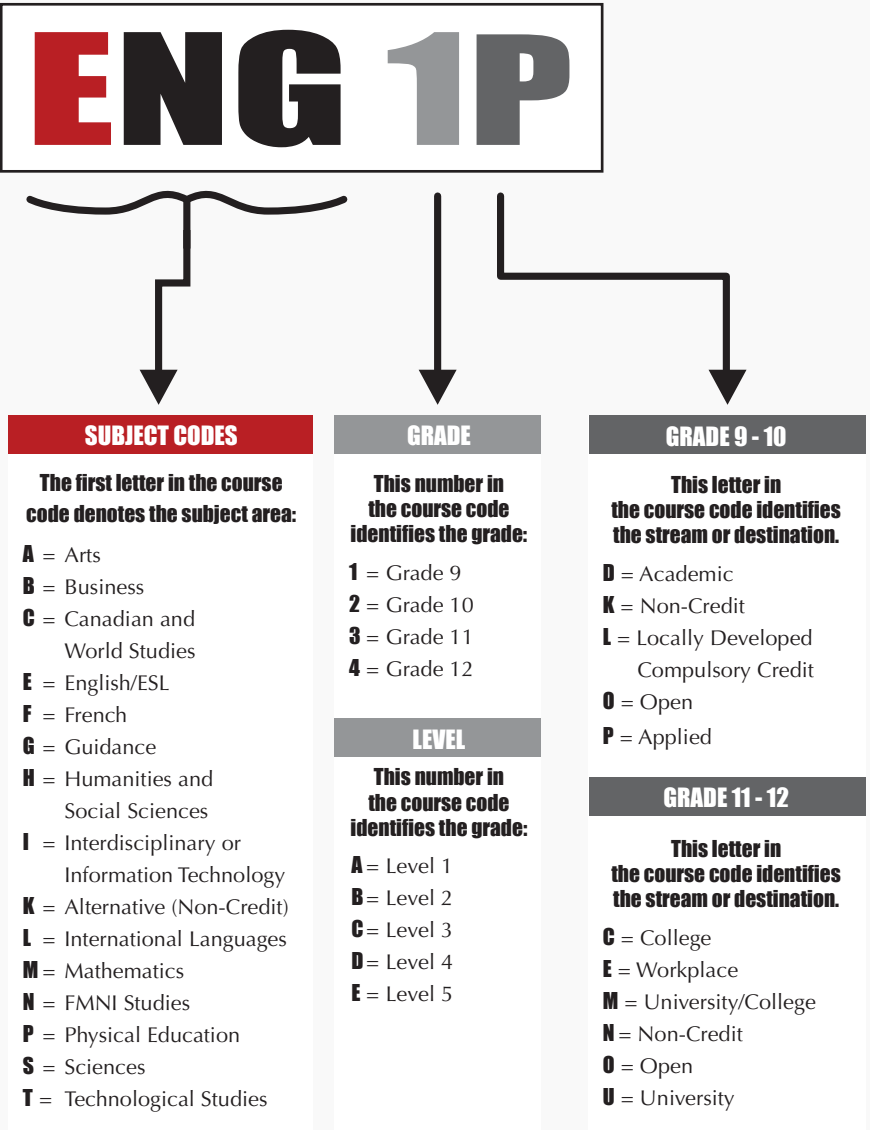 ENG 1P
SUBJECT CODES
The first letter in the course
code denotes the subject area:
A = Arts
B = Business
C = Canadian and
World Studies
E = English/ESL
F = French
G = Guidance
H = Humanities and
Social Sciences
I = Interdisciplinary or
Information Technology
K = Alternative (Non-Credit)
L = International Languages
M = Mathematics
N = FMNI Studies
P = Physical Education
S = Sciences
T = Technological Studies
GRADE
This number in
the course code
identifies the grade:
1 = Grade 9
2 = Grade 10
3 = Grade 11
4 = Grade 12
LEVEL
This number in
the course code
identifies the grade:
A = Level 1
B = Level 2
C = Level 3
D = Level 4
E = Level 5
GRADE 9 - 10
This letter in
the course code identifies
the stream or destination.
D = Academic
K = Non-Credit
L = Locally Developed
Compulsory Credit
O = Open
P = Applied
GRADE 11 - 12
This letter in
the course code identifies
the stream or destination.
C = College
E = Workplace
M = University/College
N = Non-Credit
O = Open
U = University